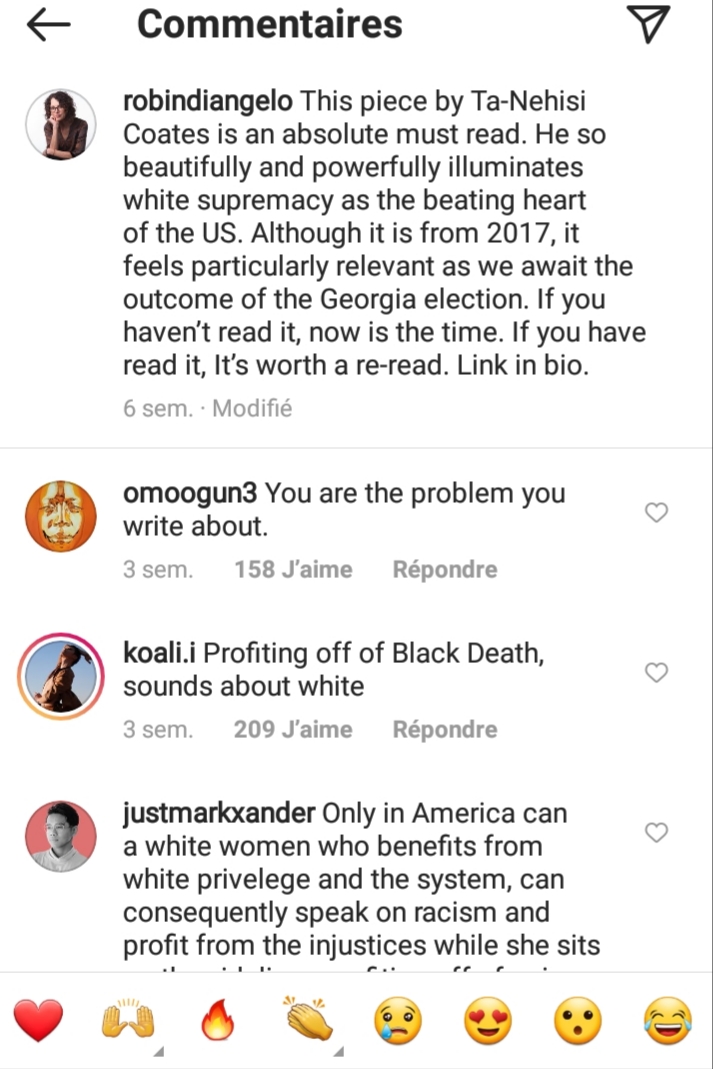 Commentaires
robindiangelo This piece by Ta-Nehisi
Coates is an absolute must read. He so
beautifully and powerfully illuminates
white supremacy as the beating heart
of the US. Although it is from 2017, it
feels particularly relevant as we await the
outcome of the Georgia election. If you
haven't read it, now is the time. If you have
read it, It's worth a re-read. Link in bio.
6 sem. · Modifié
omoogun3 You are the problem you
write about.
3 sem. 158 J'aime Répondre
koali.i Profiting off of Black Death,
sounds about white
3 sem. 209 J'aime Répondre
justmarkxander Only in America can
a white women who benefits from
white privelege and the system, can
consequently speak on racism and
profit from the injustices while she sits